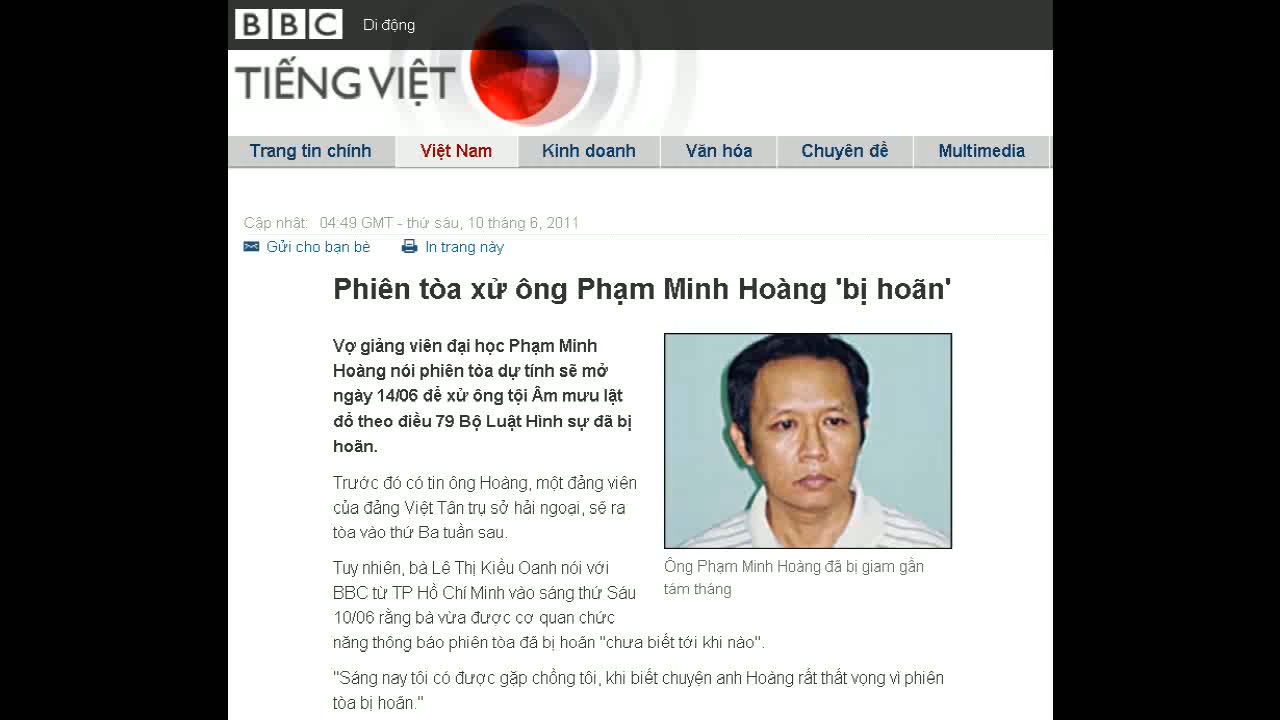 BBC Di động
TIẾNG VIỆT
Trang tin chính Việt Nam Kinh doanh Văn hóa Chuyên đề Multimedia
Cập nhật: 04:49 GMT - thứ sáu, 10 tháng 6, 2011
Gửi cho bạn bè In trang này
Phiên tòa xử ông Phạm Minh Hoàng 'bị hoãn'
Vợ giảng viên đại học Phạm Minh
Hoàng nói phiên tòa dự tính sẽ mở
ngày 14/06 để xử ông tội Âm mưu lật
đổ theo điều 79 Bộ Luật Hình sự đã bị
hoãn.
Trước đó có tin ông Hoàng, một đảng viên
của đảng Việt Tân trụ sở hải ngoại, sẽ ra
tòa vào thứ Ba tuần sau.
Ông Phạm Minh Hoàng đã bị giam gần
tám tháng
Tuy nhiên, bà Lê Thị Kiều Oanh nói với
BBC từ TP Hồ Chí Minh vào sáng thứ Sáu
10/06 rằng bà vừa được cơ quan chức
năng thông báo phiên tòa đã bị hoãn "chưa biết tới khi nào".
"Sáng nay tôi có được gặp chồng tôi, khi biết chuyện anh Hoàng rất thất vọng vì phiên
tòa bị hoãn."